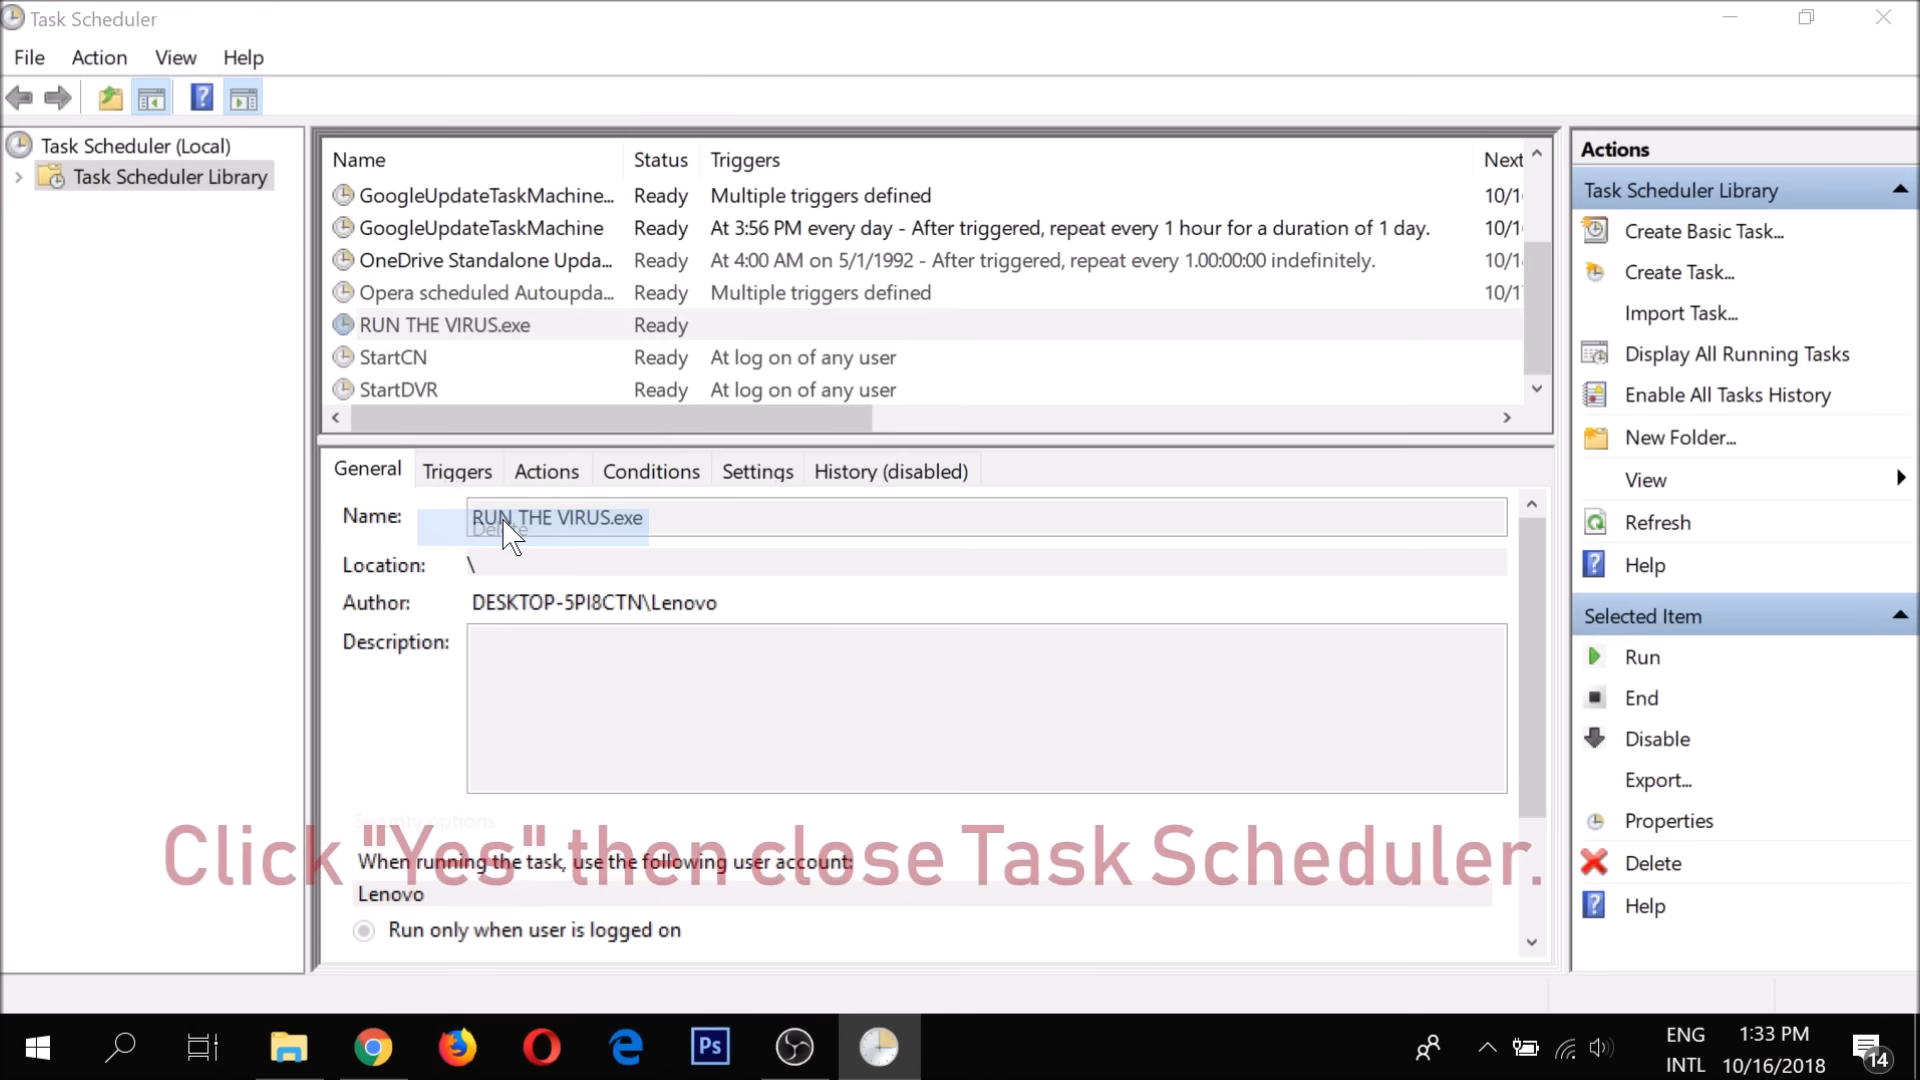 Task Scheduler
File Action View Help
Task Scheduler (Local)
Task Scheduler Library
Name Status Triggers Next
GoogleUpdateTaskMachine... Ready Multiple triggers defined 10/1
GoogleUpdateTaskMachine Ready At 3:56 PM every day - After triggered, repeat every 1 hour for a duration of 1 day. 10/1
OneDrive Standalone Upda... Ready At 4:00 AM on 5/1/1992 - After triggered, repeat every 1.00:00:00 indefinitely. 10/1
Opera scheduled Autoupda... Ready Multiple triggers defined 10/1
RUN THE VIRUS.exe Ready
StartCN Ready At log on of any user
StartDVR Ready At log on of any user
General Triggers Actions Conditions Settings History (disabled)
Name: RUN THE VIRUS.exe
Delete
Location: \
Author: DESKTOP-5PI8CTN\Lenovo
Description:
Security options
Click "Yes" then close Task Scheduler.
When running the task, use the following user account:
Lenovo
Run only when user is logged on
Actions
Task Scheduler Library
Create Basic Task...
Create Task...
Import Task...
Display All Running Tasks
Enable All Tasks History
New Folder...
View
Refresh
Help
Selected Item
Run
End
Disable
Export...
Properties
Delete
Help
Ps
ENG
INTL
1:33 PM
10/16/2018
14